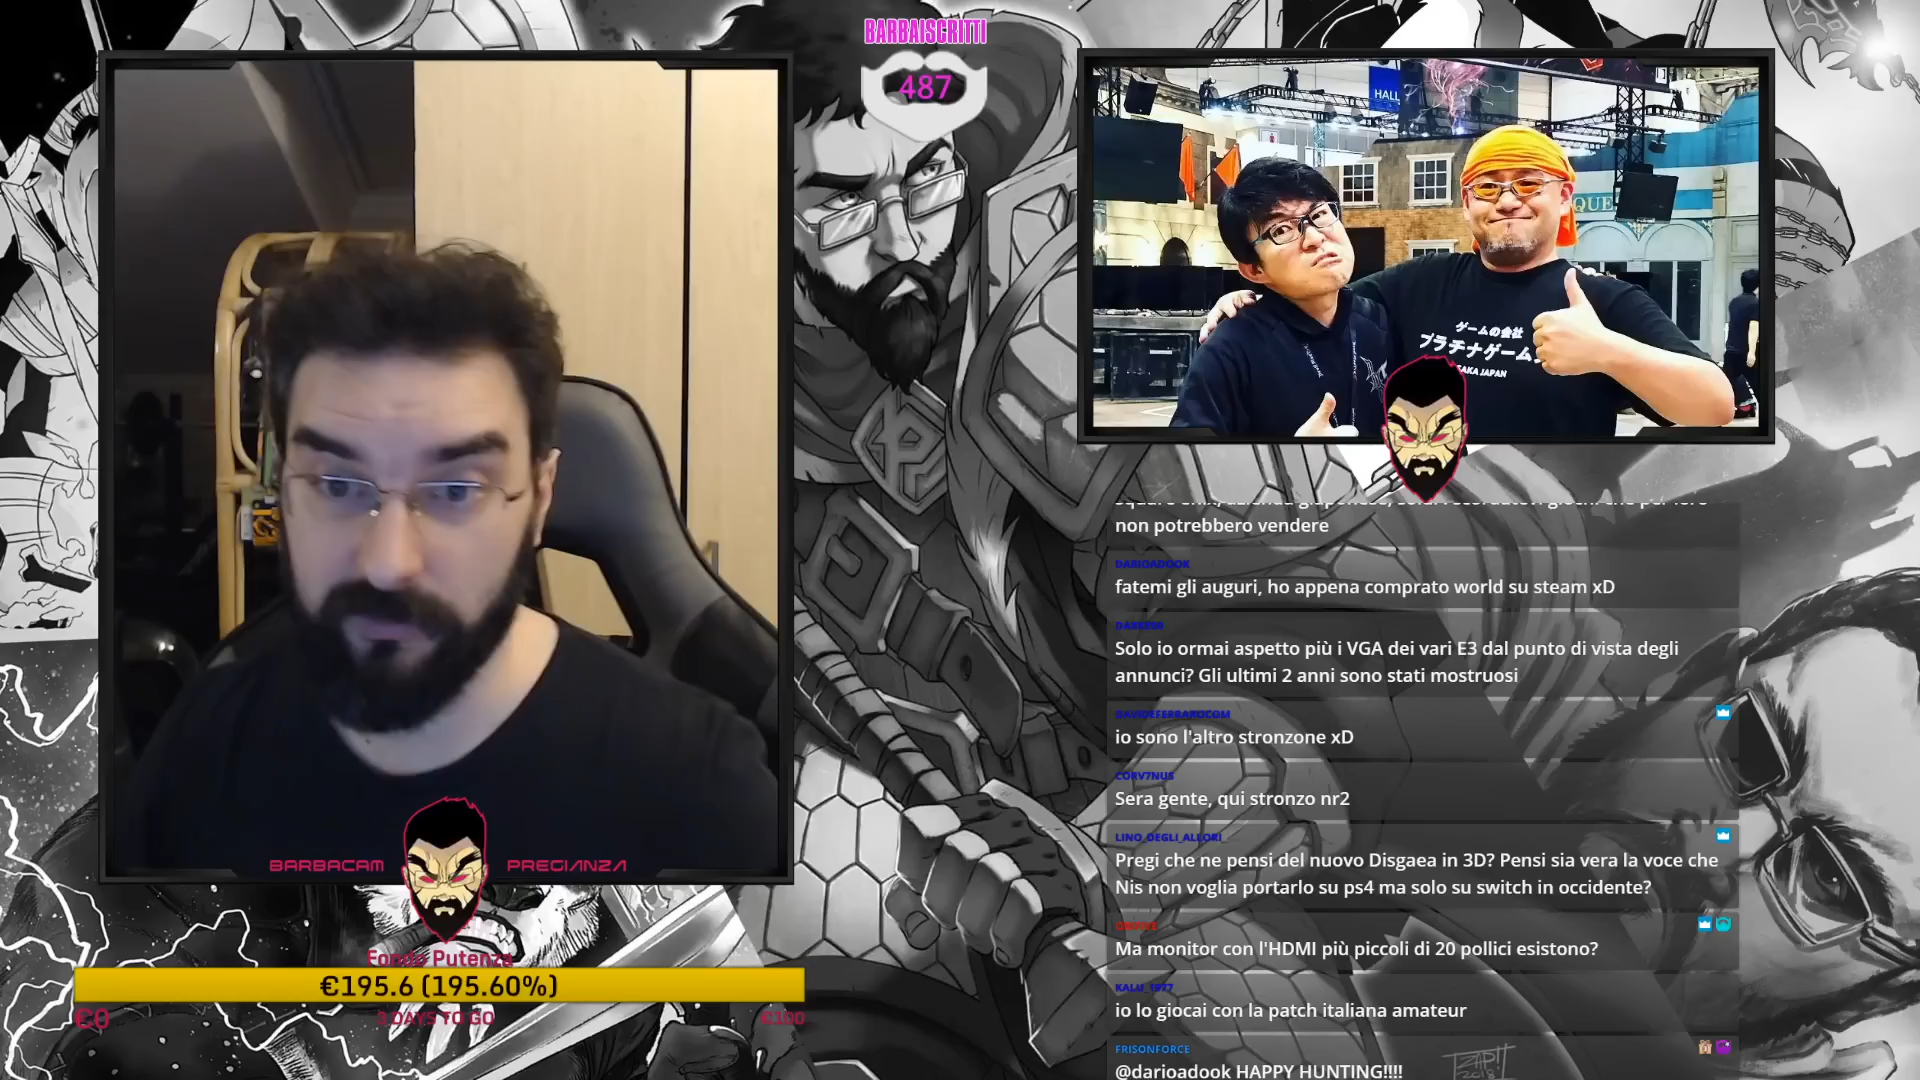 BARBAISCRITTI
487
HALL
QUE
ゲームの会社
プラチナゲーム
SAKA JAPAN
non potrebbero vendere
DARIOADOOK
fatemi gli auguri, ho appena comprato world su steam xD
Solo io ormai aspetto più i VGA dei vari E3 dal punto di vista degli
annunci? Gli ultimi 2 anni sono stati mostruosi
DAVIDEFERRAROCOM
io sono l'altro stronzone xD
CORV7NUS
Sera gente, qui stronzo nr2
LINO_DEGLI_ALLORI
Pregi che ne pensi del nuovo Disgaea in 3D? Pensi sia vera la voce che
Nis non voglia portarlo su ps4 ma solo su switch in occidente?
Ma monitor con l'HDMI più piccoli di 20 pollici esistono?
KALU_1977
io lo giocai con la patch italiana amateur
FRISONFORCE
@darioadook HAPPY HUNTING!!!!
BARBACAM PREGIANZA
Fondo Putenza
€195.6 (195.60%)
€0 3 DAYS TO GO €100